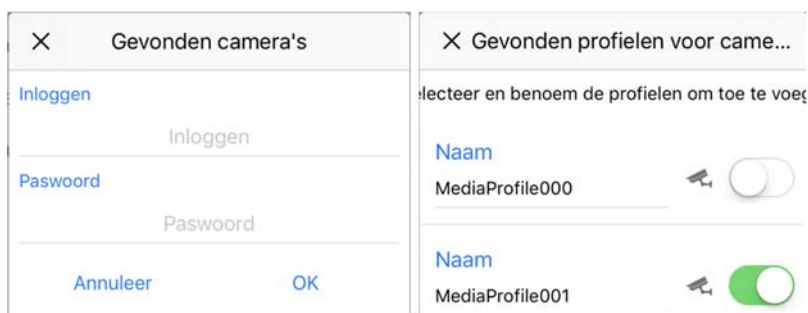 Gevonden camera's
Inloggen
Inloggen
Paswoord
Paswoord
Annuleer OK
Gevonden profielen voor came...
electeer en benoem de profielen om toe te voeg
Naam
MediaProfile000
Naam
MediaProfile001